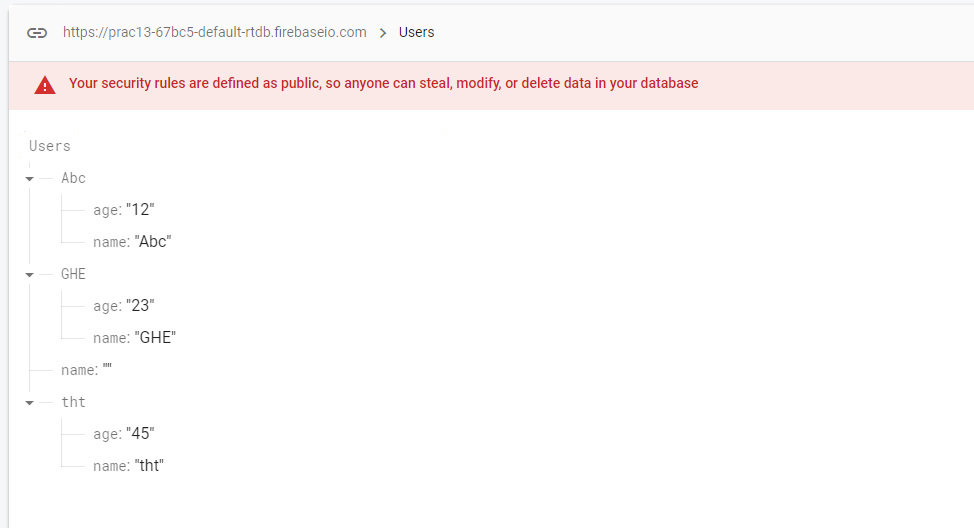 https://prac13-67bc5-default-rtdb.firebaseio.com > Users
Your security rules are defined as public, so anyone can steal, modify, or delete data in your database
Users
Abc
age: "12"
name: "Abc"
GHE
age: "23"
name: "GHE"
name: ""
tht
age: "45"
name: "tht"